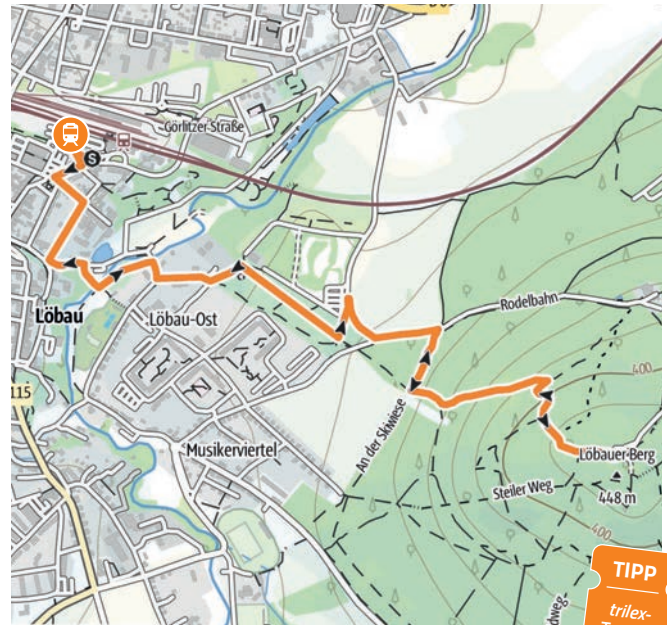 Görlitzer Straße
S
Rodelbahn
Löbau
Löbau-Ost
400
115
An der Skiwiese
Musikerviertel
Löbauer Berg
Steiler Weg
448 m
400
TIPP
trilex-